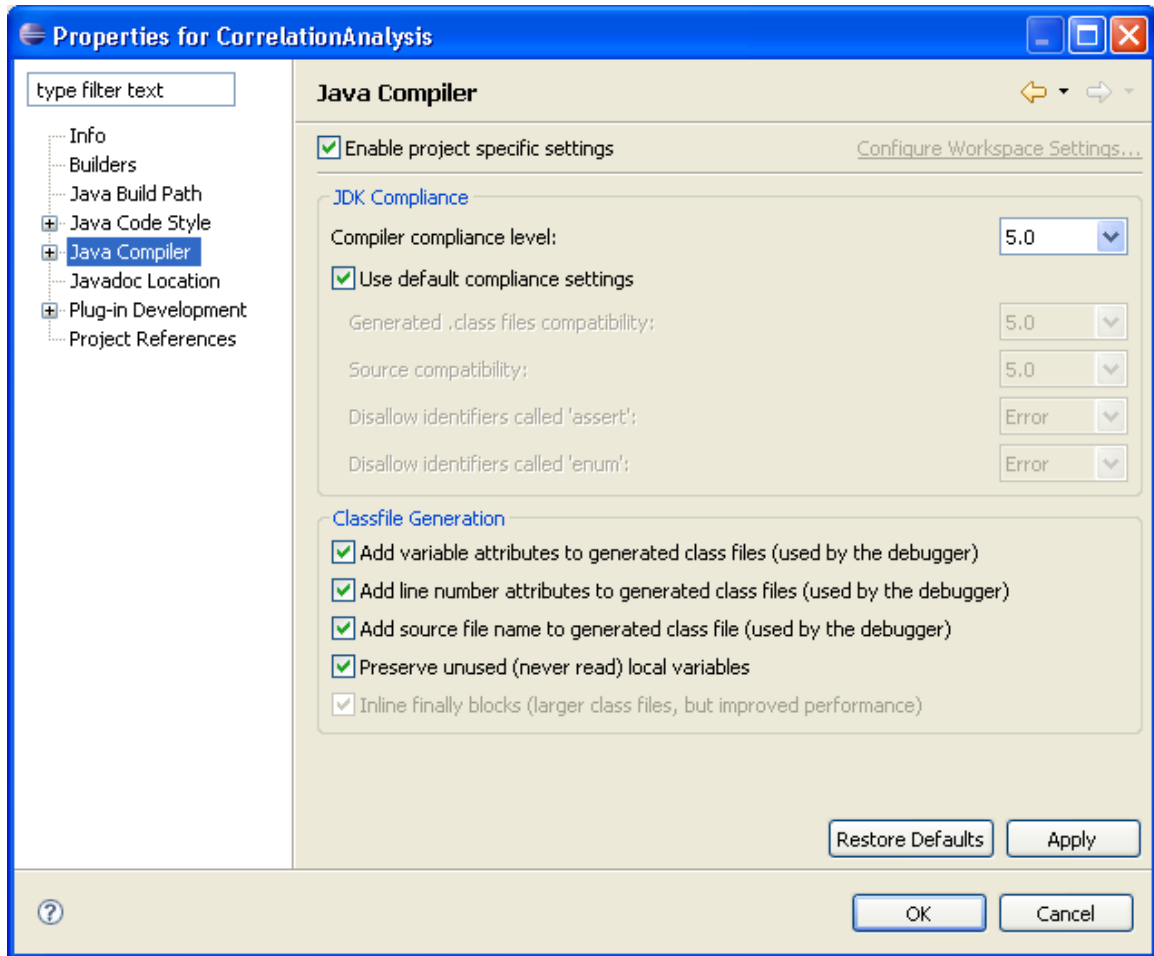 Properties for CorrelationAnalysis
type filter text
Info
Builders
Java Build Path
Java Code Style
Java Compiler
Javadoc Location
Plug-in Development
Project References
Java Compiler
Enable project specific settings
Configure Workspace Settings...
JDK Compliance
Compiler compliance level:
5.0
Use default compliance settings
Generated .class files compatibility:
5.0
Source compatibility:
5.0
Disallow identifiers called 'assert':
Error
Disallow identifiers called 'enum':
Error
Classfile Generation
Add variable attributes to generated class files (used by the debugger)
Add line number attributes to generated class files (used by the debugger)
Add source file name to generated class file (used by the debugger)
Preserve unused (never read) local variables
Inline finally blocks (larger class files, but improved performance)
Restore Defaults
Apply
?
OK
Cancel